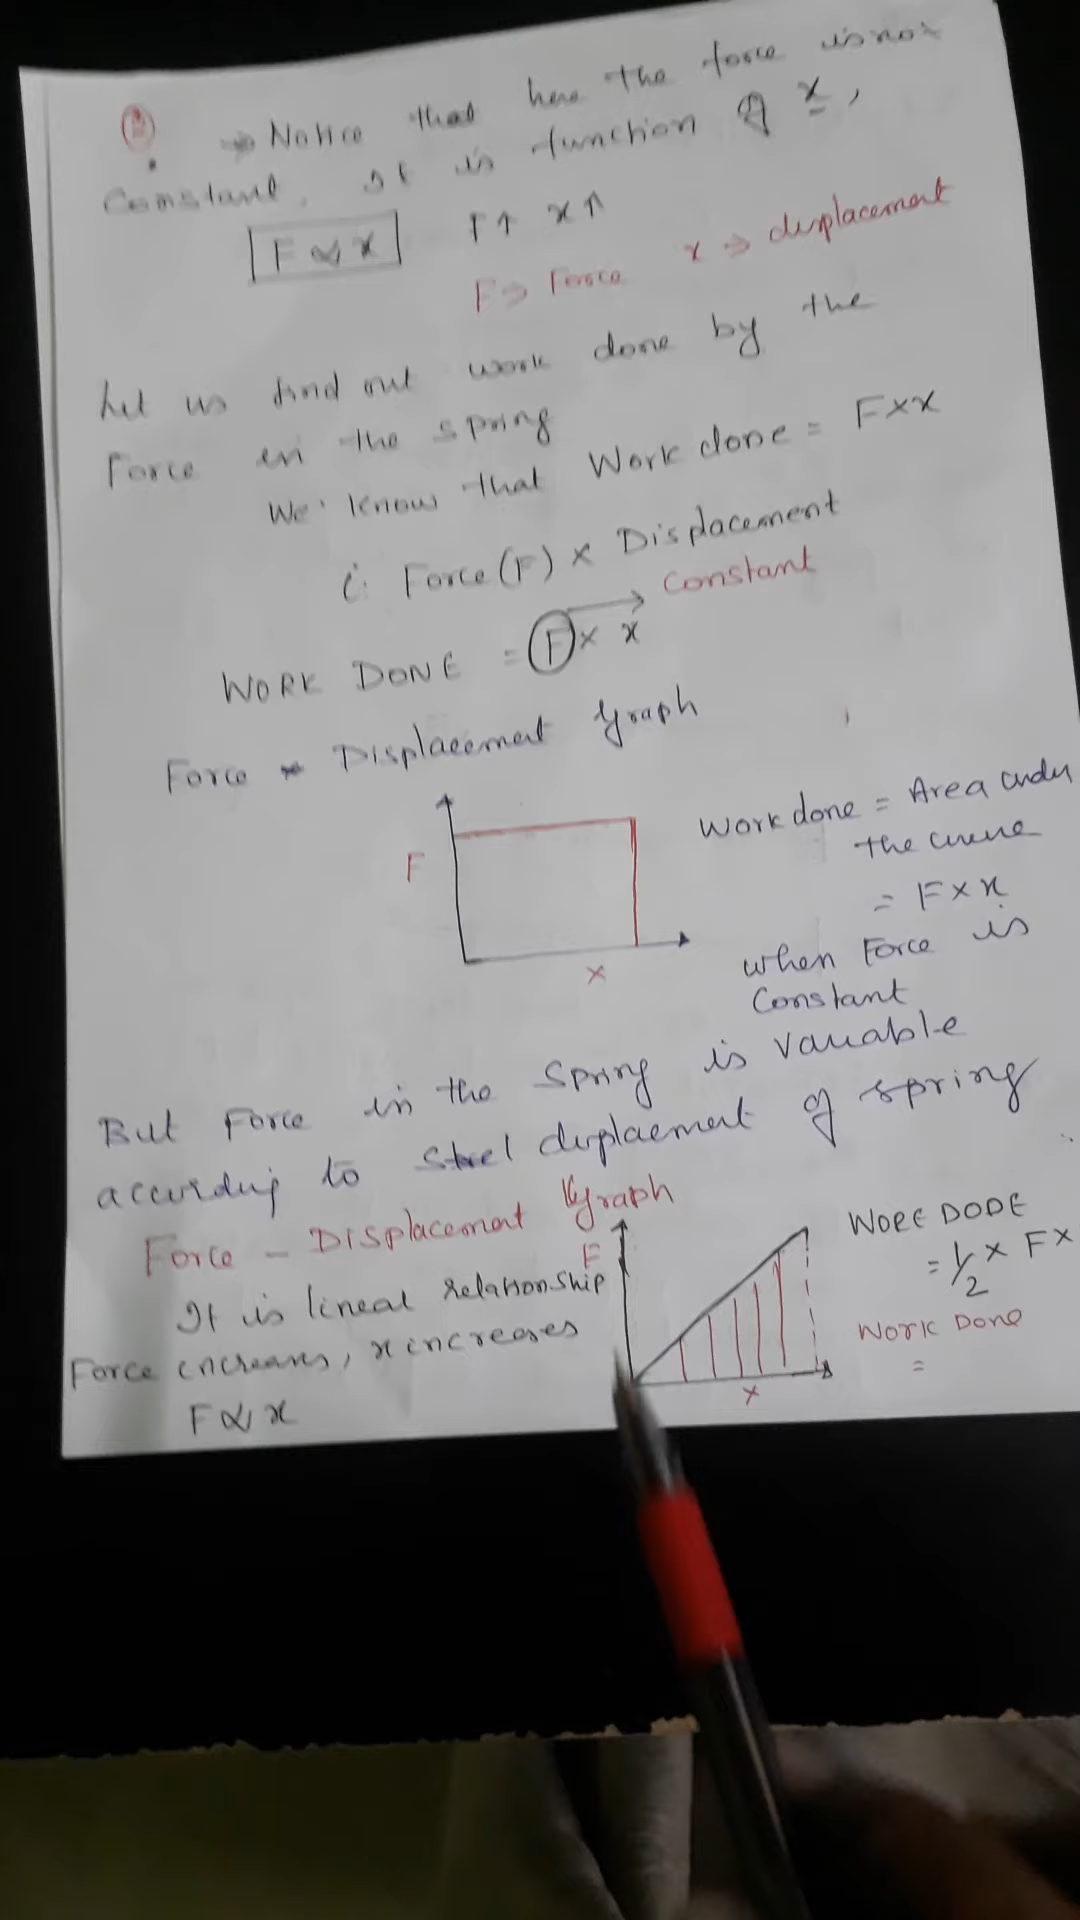 → Notice that here the force is not
Constant. It is function of x,
F ∝ x F↑ x↑
F ⇒ Force x ⇒ displacement
Let us find out work done by the
Force in the spring
We know that Work done = F×x
i. Force(F) × Displacement
WORK DONE = F × x → constant
Force - Displacement Graph
F
x
Work done = Area under
the curve
= F×x
when Force is
Constant
But Force in the Spring is variable
according to displaement of spring
Force - Displacement Graph
F
x
It is lineal relationship
Force increases, x increases
F ∝ x
WORE DODE
= 1/2 × F×
Work Done
=